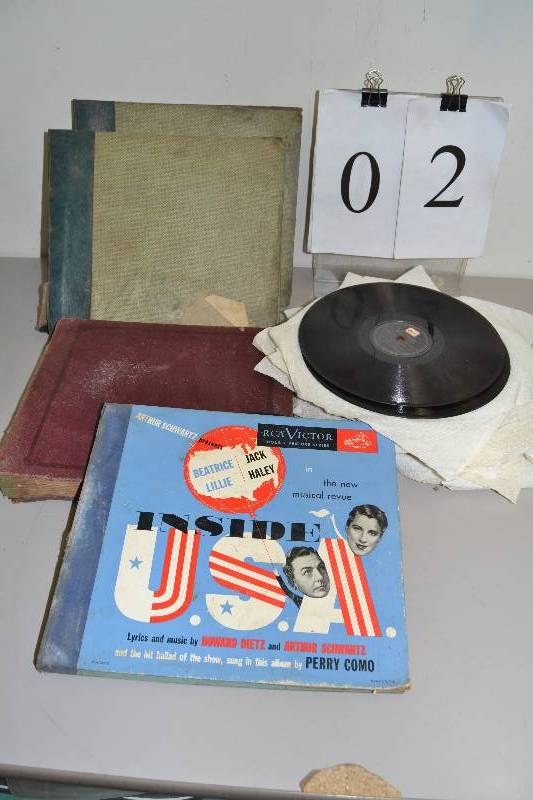 0 2
ARTHUR SCHWARTZ presents
RCA VICTOR
BEATRICE LILLIE
JACK HALEY
in
the new
musical revue
INSIDE
U.S.A.
Lyrics and music by HOWARD DIETZ and ARTHUR SCHWARTZ
and the hit ballad of the show, sung in this album by PERRY COMO